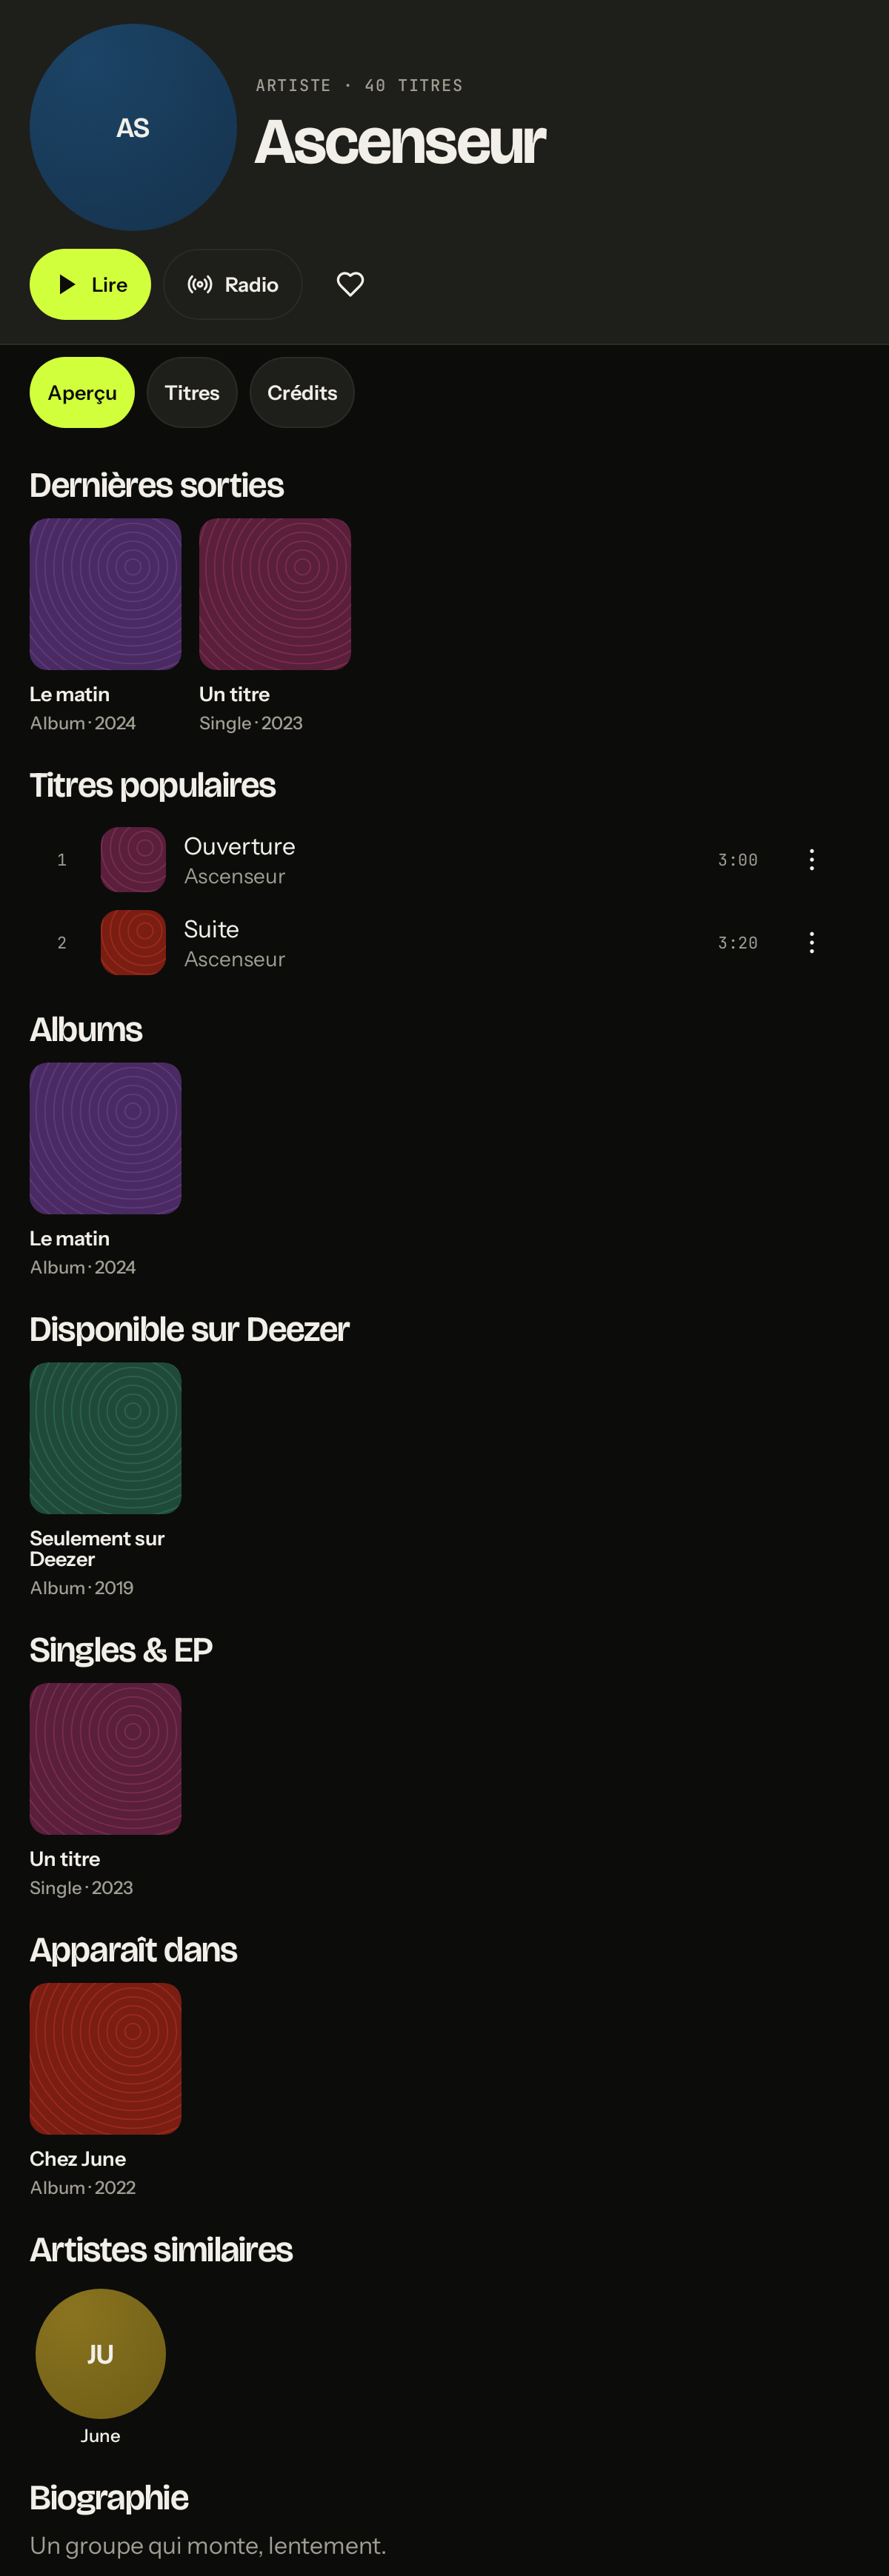 AS
ARTISTE · 40 TITRES
Ascenseur
Lire
Radio
Aperçu
Titres
Crédits
Dernières sorties
Le matin
Album · 2024
Un titre
Single · 2023
Titres populaires
1
Ouverture
Ascenseur
3:00
2
Suite
Ascenseur
3:20
Albums
Le matin
Album · 2024
Disponible sur Deezer
Seulement sur
Deezer
Album · 2019
Singles & EP
Un titre
Single · 2023
Apparaît dans
Chez June
Album · 2022
Artistes similaires
JU
June
Biographie
Un groupe qui monte, lentement.